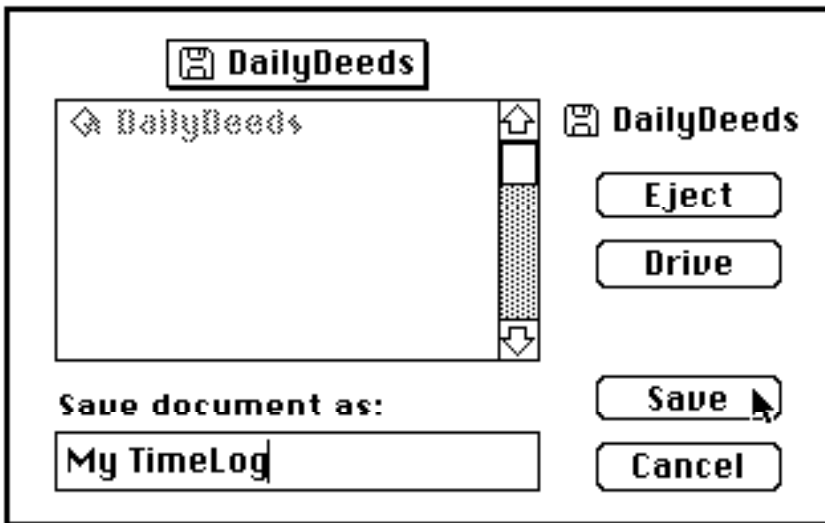 DailyDeeds
DailyDeeds
DailyDeeds
Eject
Drive
Save document as:
My TimeLog
Save
Cancel